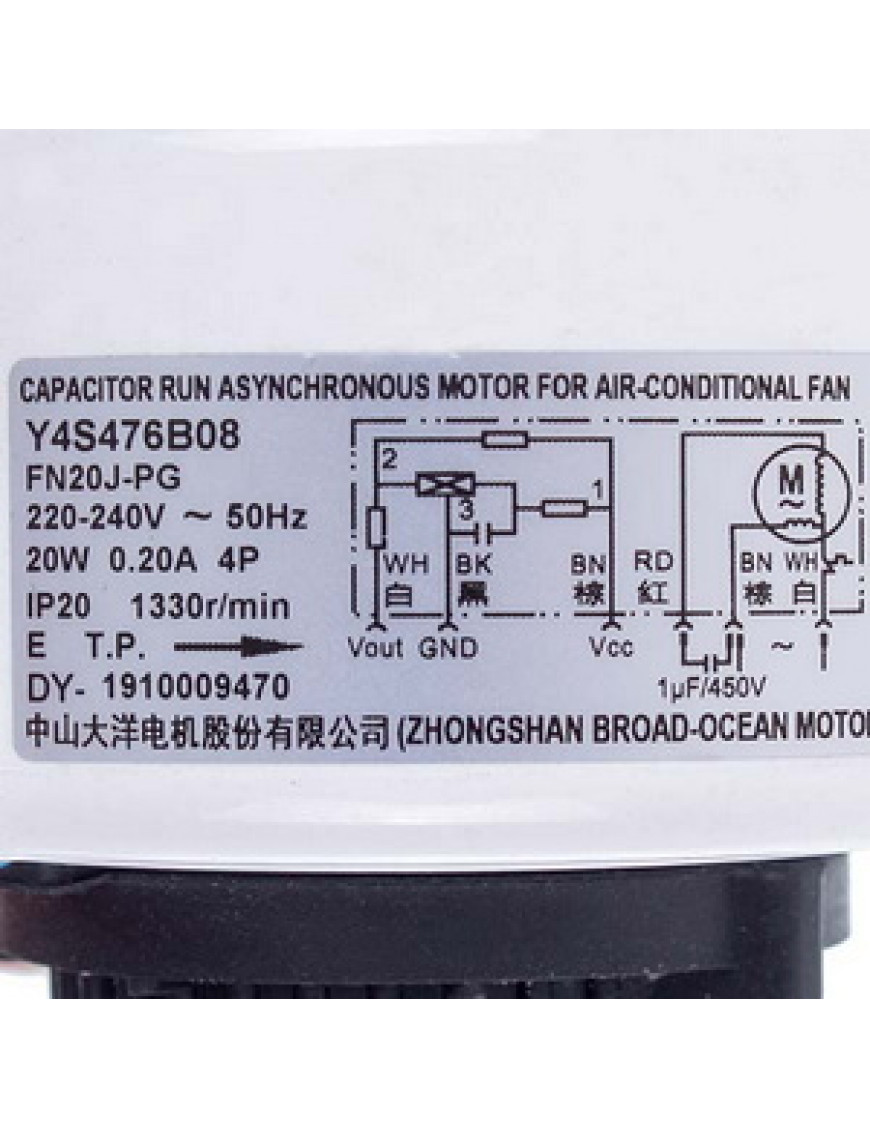 CAPACITOR RUN ASYNCHRONOUS MOTOR FOR AIR-CONDITIONAL FAN
Y4S476B08
FN20J-PG
220-240V ~ 50Hz
20W 0.20A 4P
IP20 1330r/min
E T.P.
DY- 1910009470
2
3
1
M
~
WH BK BN RD BN WH
白 黑 棕 紅 棕 白
Vout GND Vcc ~
1µF/450V
中山大洋电机股份有限公司 (ZHONGSHAN BROAD-OCEAN MOTOR